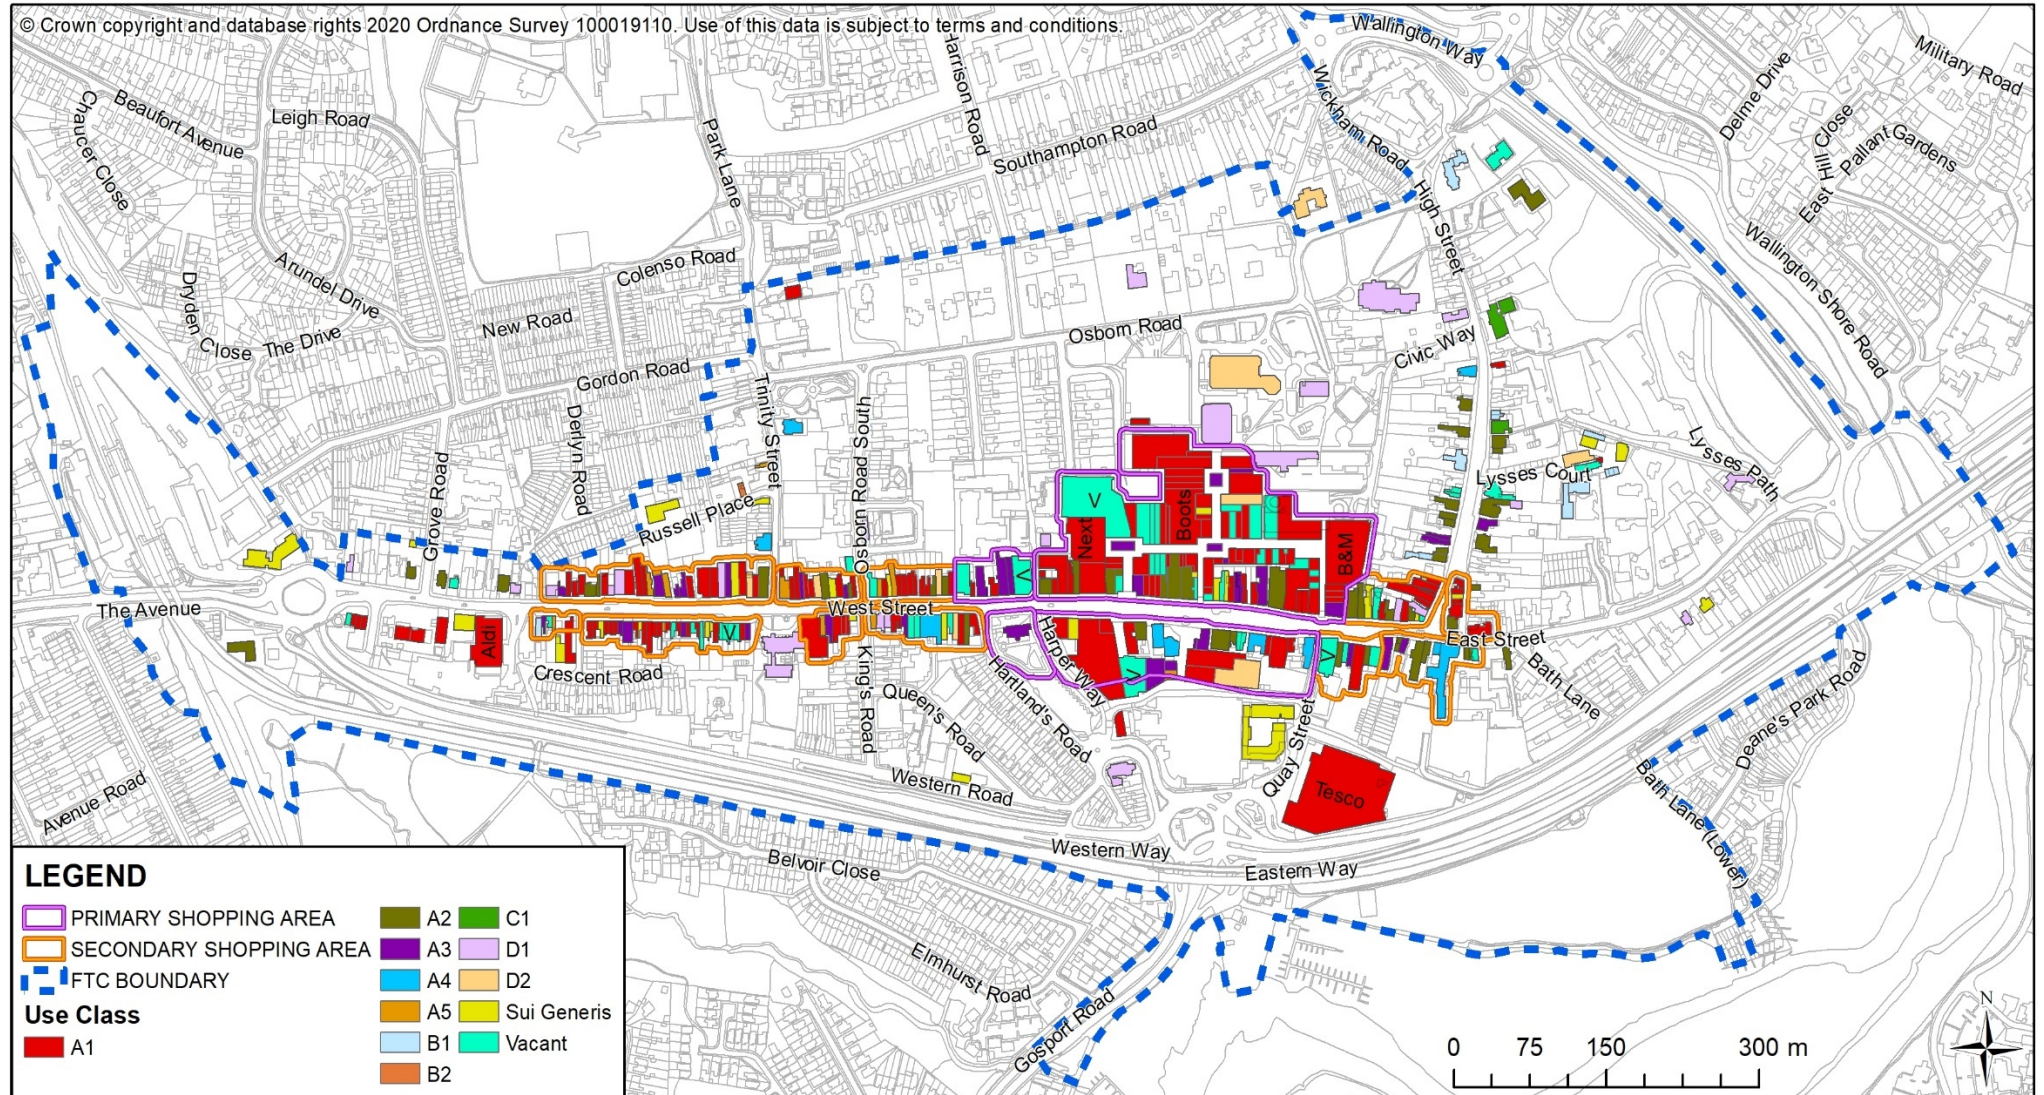 © Crown copyright and database rights 2020 Ordnance Survey 100019110. Use of this data is subject to terms and conditions.
Wallington Way
Military Road
Harrison Road
Delme Drive
Chaucer Close
Beaufort Avenue
Leigh Road
Park Lane
Southampton Road
Wickham Road
East Hill Close
Pallant Gardens
High Street
Colenso Road
Wallington Shore Road
Dryden Close
Arundel Drive
The Drive
New Road
Osborn Road
Civic Way
Gordon Road
Trinity Street
Derlyn Road
Osborn Road South
Grove Road
Lysses Path
Lysses Court
Russell Place
V
Next
Boots
B&M
V
The Avenue
West Street
Aldi
V
East Street
V
V
Crescent Road
King's Road
Harper Way
Hartland's Road
Queen's Road
Bath Lane
Deane's Park Road
Quay Street
Tesco
Western Road
Avenue Road
Bath Lane (Lower)
Western Way
Eastern Way
Belvoir Close
Elmhurst Road
Gosport Road
LEGEND
PRIMARY SHOPPING AREA
SECONDARY SHOPPING AREA
FTC BOUNDARY
Use Class
A1
A2
A3
A4
A5
B1
B2
C1
D1
D2
Sui Generis
Vacant
N
0 75 150 300 m